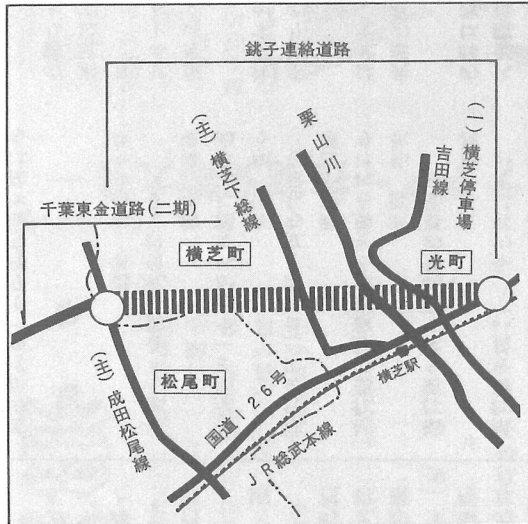 銚子連絡道路
(主)横芝下総線
栗山川
(一)横芝停車場
吉田線
千葉東金道路(二期)
横芝町
光町
松尾町
横芝駅
(主)成田松尾線
国道126号
JR総武本線